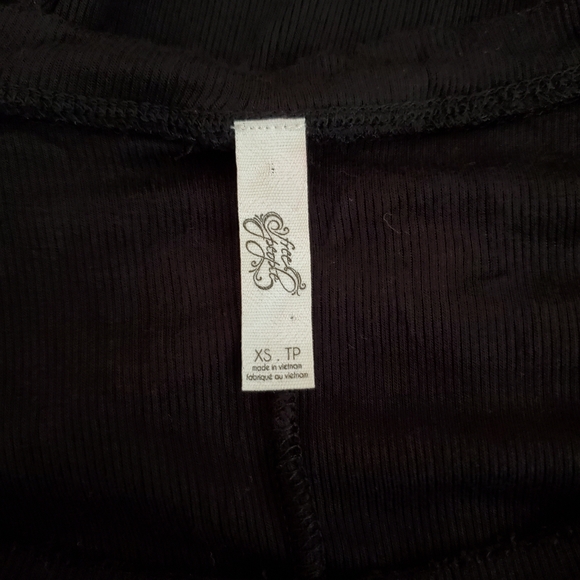 free
people
XS . TP
made in vietnam
fabriqué au vietnam